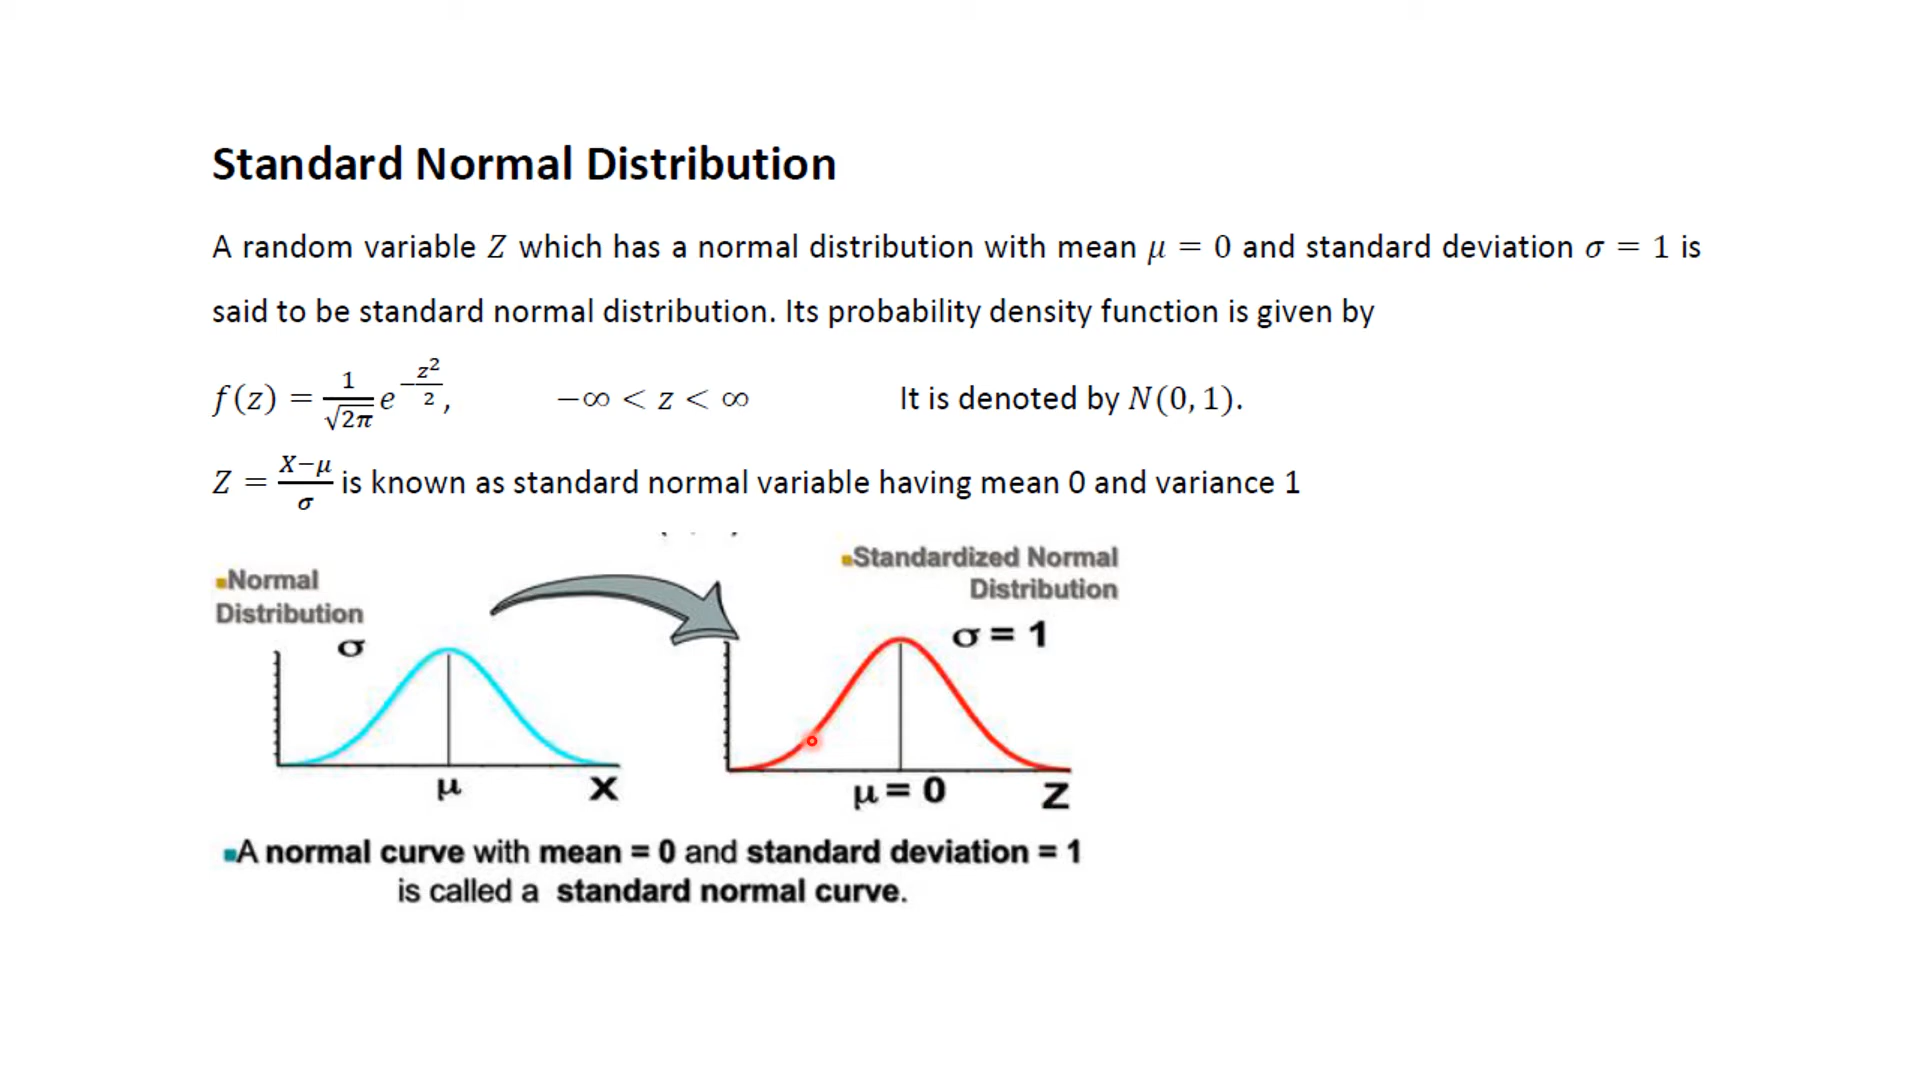 Standard Normal Distribution
A random variable Z which has a normal distribution with mean μ = 0 and standard deviation σ = 1 is
said to be standard normal distribution. Its probability density function is given by
f(z) = 1/√2π e^(−z²/2), −∞ < z < ∞ It is denoted by N(0, 1).
Z = X−μ/σ is known as standard normal variable having mean 0 and variance 1
Normal
Distribution
σ
μ
X
Standardized Normal
Distribution
σ = 1
μ = 0
Z
A normal curve with mean = 0 and standard deviation = 1
is called a standard normal curve.